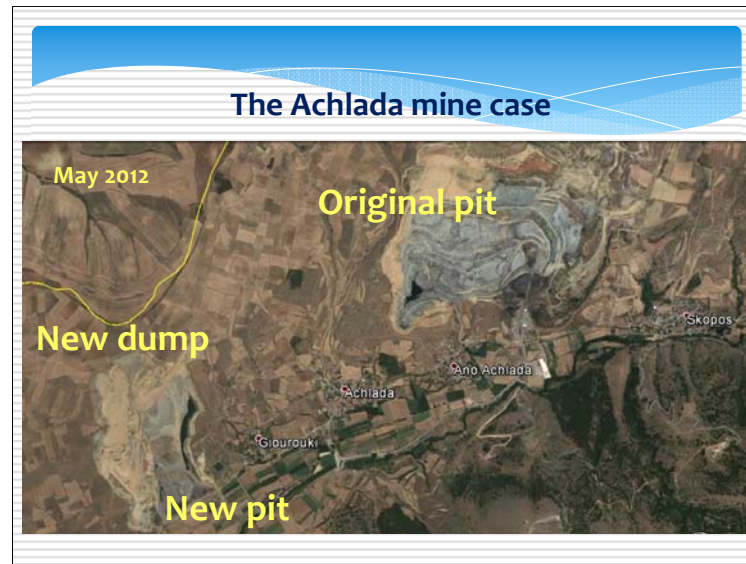 The Achlada mine case
May 2012
Original pit
Skopos
New dump
Ano Achlada
Achlada
Giourouki
New pit